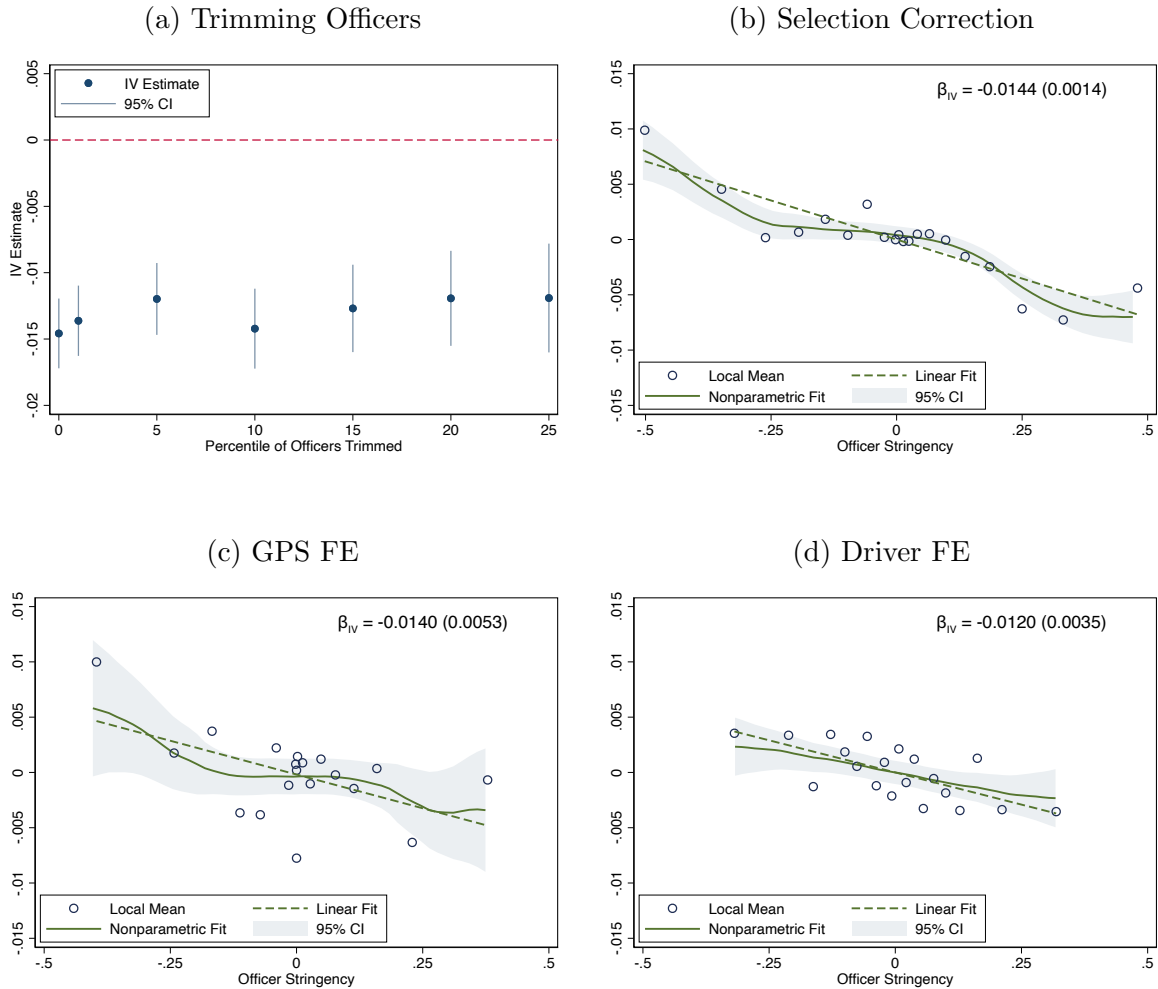 (a) Trimming Officers
IV Estimate
95% CI
.005
0
-.005
-.01
-.015
-.02
IV Estimate
0
5
10
15
20
25
Percentile of Officers Trimmed
(b) Selection Correction
βIV = -0.0144 (0.0014)
.015
.01
.005
0
-.005
-.01
-.015
Local Mean
Linear Fit
Nonparametric Fit
95% CI
-.5
-.25
0
.25
.5
Officer Stringency
(c) GPS FE
βIV = -0.0140 (0.0053)
.015
.01
.005
0
-.005
-.01
-.015
Local Mean
Linear Fit
Nonparametric Fit
95% CI
-.5
-.25
0
.25
.5
Officer Stringency
(d) Driver FE
βIV = -0.0120 (0.0035)
.015
.01
.005
0
-.005
-.01
-.015
Local Mean
Linear Fit
Nonparametric Fit
95% CI
-.5
-.25
0
.25
.5
Officer Stringency